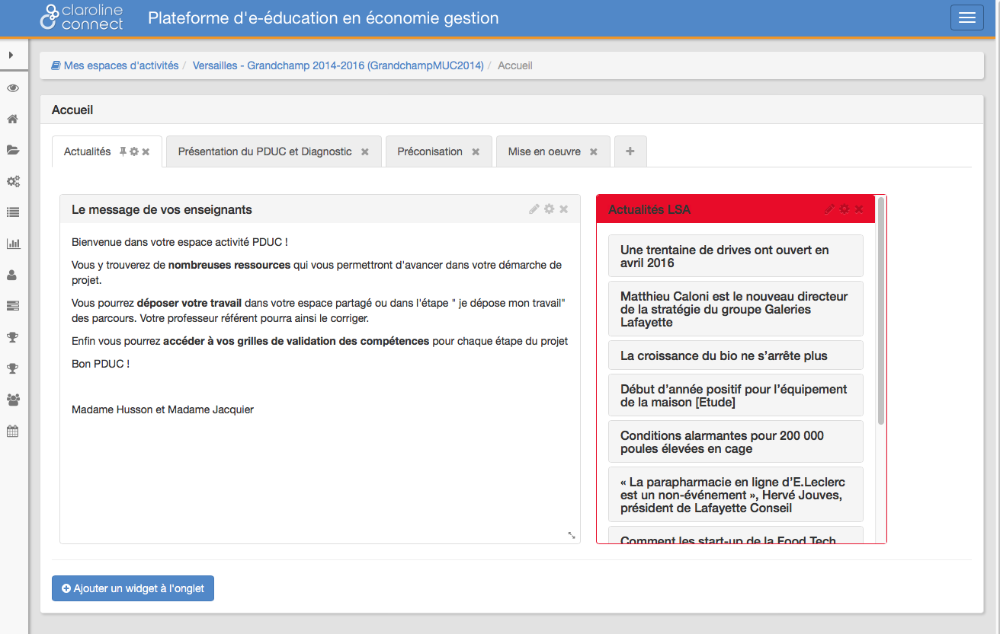 claroline
connect
Plateforme d'e-éducation en économie gestion
Mes espaces d'activités / Versailles - Grandchamp 2014-2016 (GrandchampMUC2014) / Accueil
Accueil
Actualités
Présentation du PDUC et Diagnostic
Préconisation
Mise en oeuvre
Le message de vos enseignants
Bienvenue dans votre espace activité PDUC !
Vous y trouverez de nombreuses ressources qui vous permettront d'avancer dans votre démarche de
projet.
Vous pourrez déposer votre travail dans votre espace partagé ou dans l'étape " je dépose mon travail"
des parcours. Votre professeur référent pourra ainsi le corriger.
Enfin vous pourrez accéder à vos grilles de validation des compétences pour chaque étape du projet
Bon PDUC !
Madame Husson et Madame Jacquier
Actualités LSA
Une trentaine de drives ont ouvert en
avril 2016
Matthieu Caloni est le nouveau directeur
de la stratégie du groupe Galeries
Lafayette
La croissance du bio ne s’arrête plus
Début d’année positif pour l’équipement
de la maison [Etude]
Conditions alarmantes pour 200 000
poules élevées en cage
« La parapharmacie en ligne d’E.Leclerc
est un non-événement », Hervé Jouves,
président de Lafayette Conseil
Comment les start-up de la Food Tech
Ajouter un widget à l'onglet